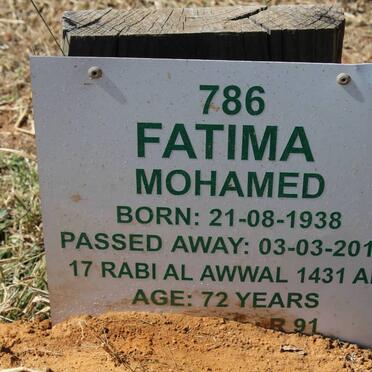 786
FATIMA
MOHAMED
BORN: 21-08-1938
PASSED AWAY: 03-03-201
17 RABI AL AWWAL 1431 A
AGE: 72 YEARS
R 91